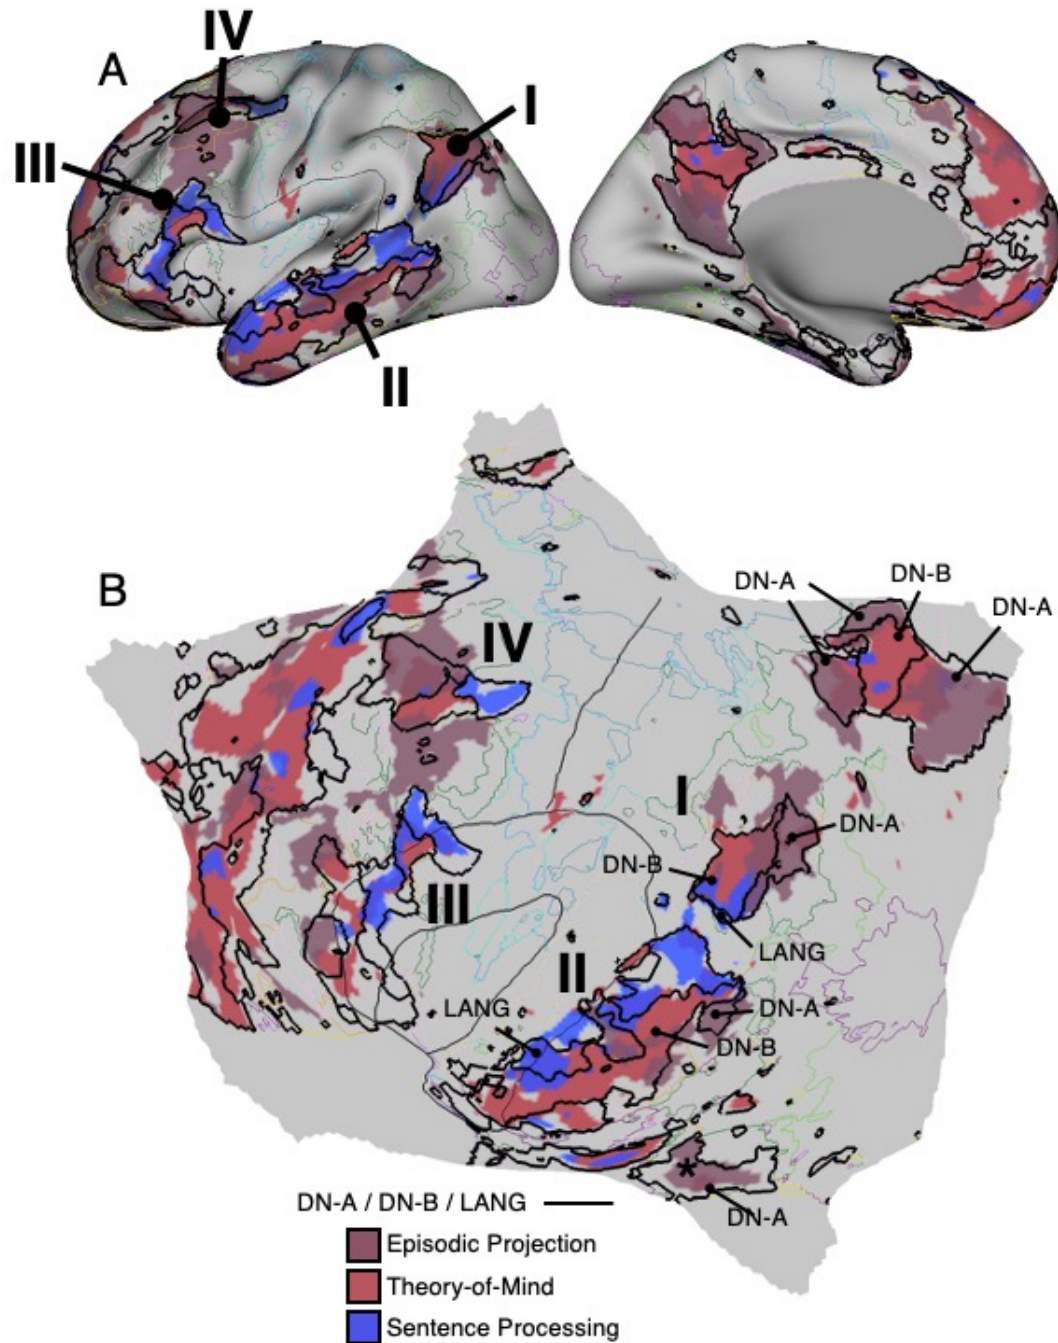 IV
A
I
III
II
B
DN-A
DN-B
DN-A
IV
I
DN-A
DN-B
III
LANG
II
LANG
DN-A
DN-B
*
DN-A
DN-A / DN-B / LANG
Episodic Projection
Theory-of-Mind
Sentence Processing